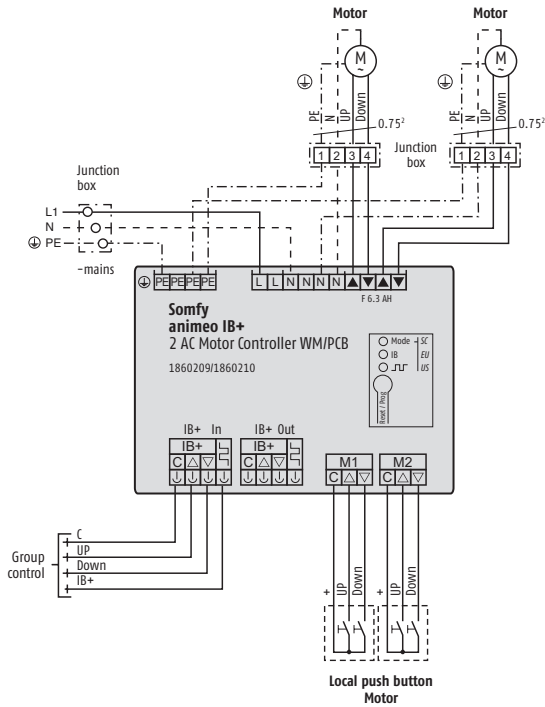 Motor
Motor
M
~
M
~
PE
N
UP
Down
PE
N
UP
Down
0.75²
0.75²
1 2 3 4
Junction
box
1 2 3 4
Junction
box
L1
N
PE
~mains
PE PE PE PE
L L N N N N
F 6.3 AH
Somfy
animeo IB+
2 AC Motor Controller WM/PCB
1860209/1860210
Mode
SC
IB
EU
US
Reset / Prog
IB+ In
IB+ Out
IB+
IB+
C
C
M1
M2
C
C
Group
control
C
UP
Down
IB+
+
UP
Down
+
UP
Down
Local push button
Motor